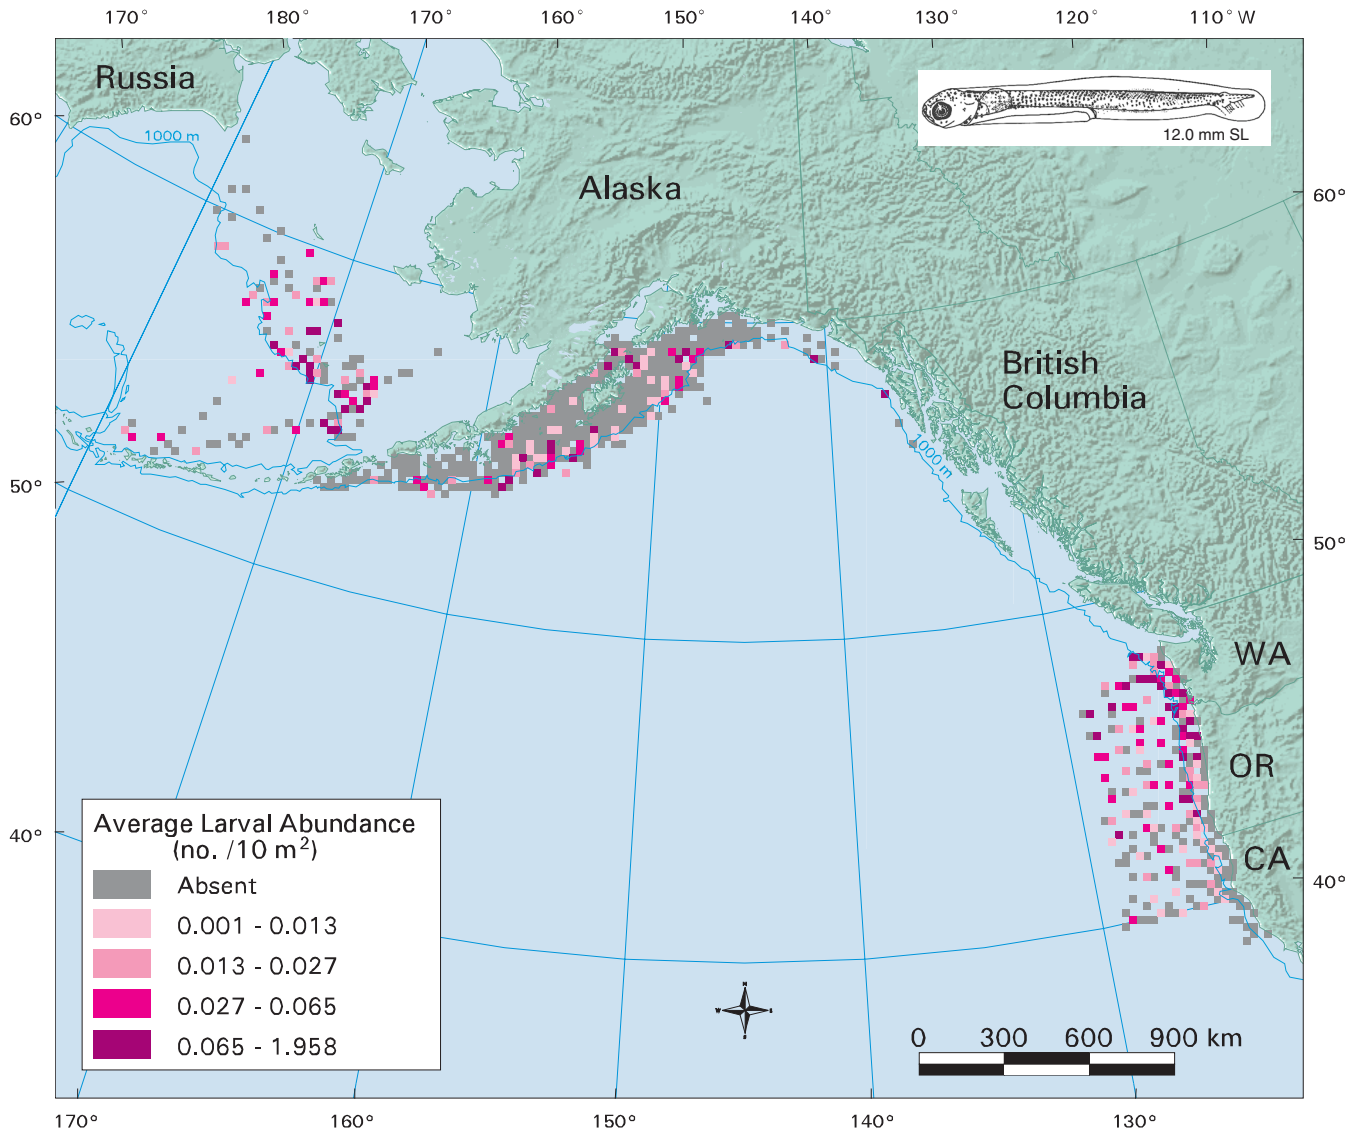 170° 180° 170° 160° 150° 140° 130° 120° 110° W
Russia
60°
1000 m
12.0 mm SL
Alaska
60°
British
Columbia
1000 m
50°
50°
WA
OR
40°
CA
40°
Average Larval Abundance
(no. /10 m²)
Absent
0.001 - 0.013
0.013 - 0.027
0.027 - 0.065
0.065 - 1.958
N
W
S
0 300 600 900 km
170° 160° 150° 140° 130°